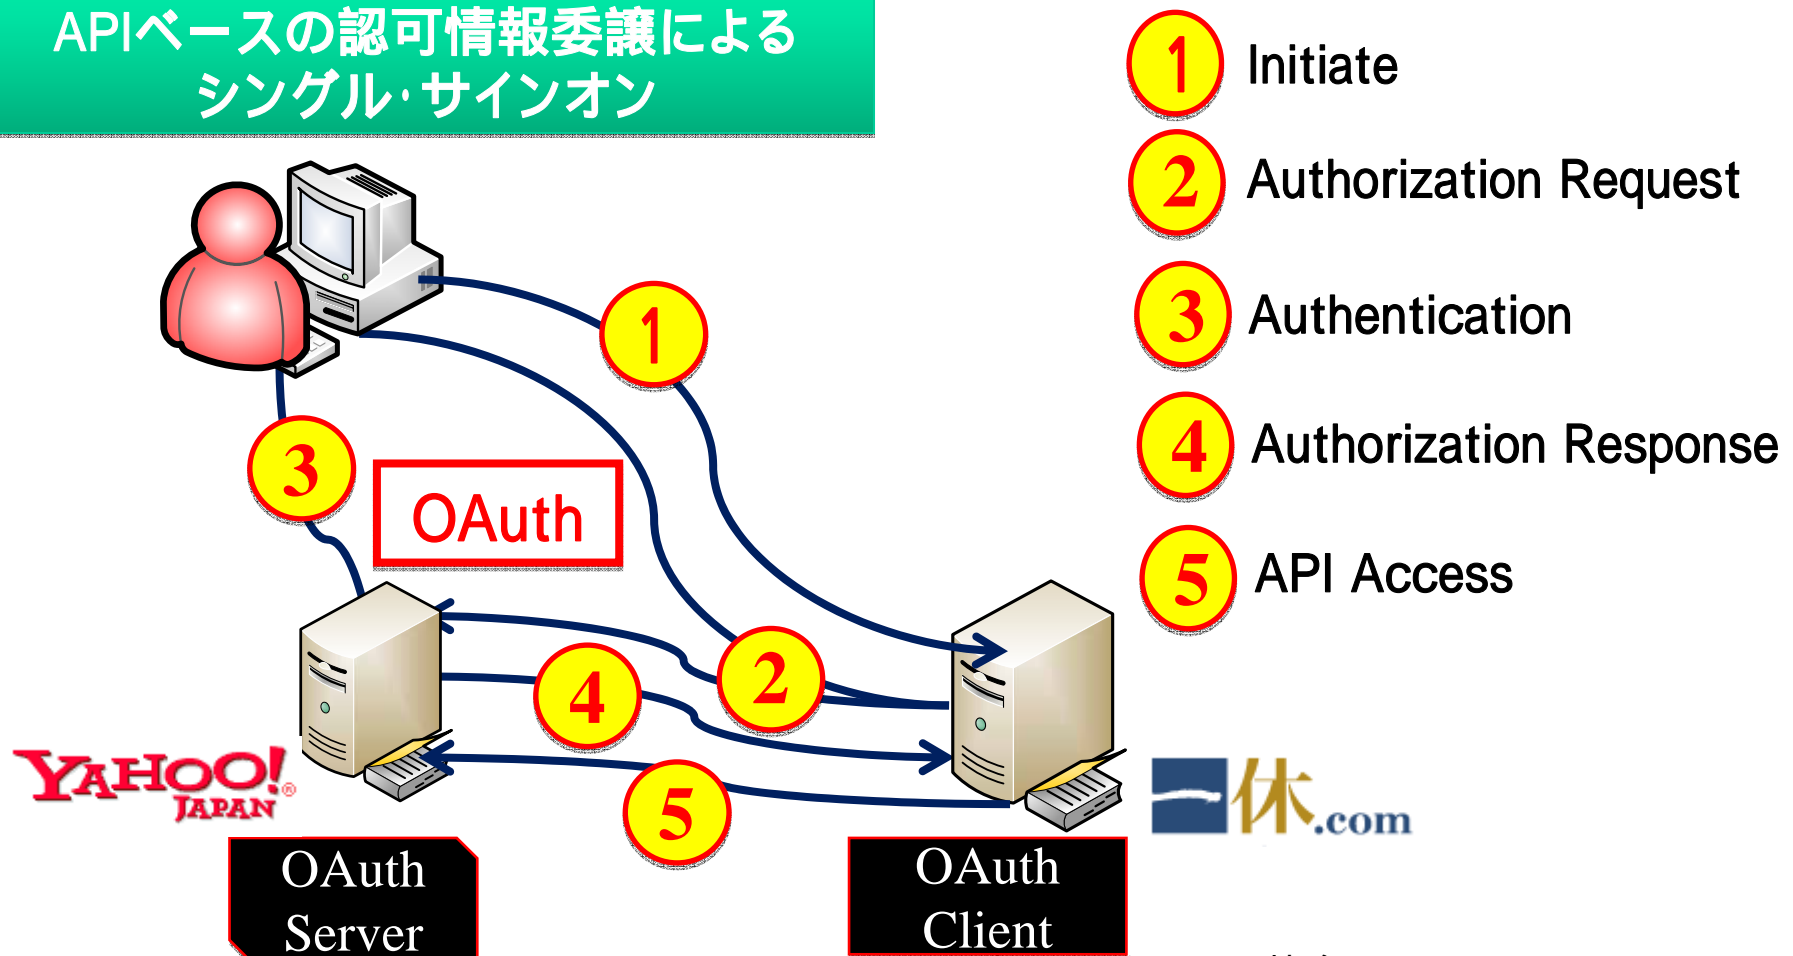 APIベースの認可情報委譲による
シングル・サインオン
1 Initiate
2 Authorization Request
3 Authentication
4 Authorization Response
5 API Access
1
3
OAuth
2
4
5
YAHOO!
JAPAN
一休.com
OAuth
Server
OAuth
Client